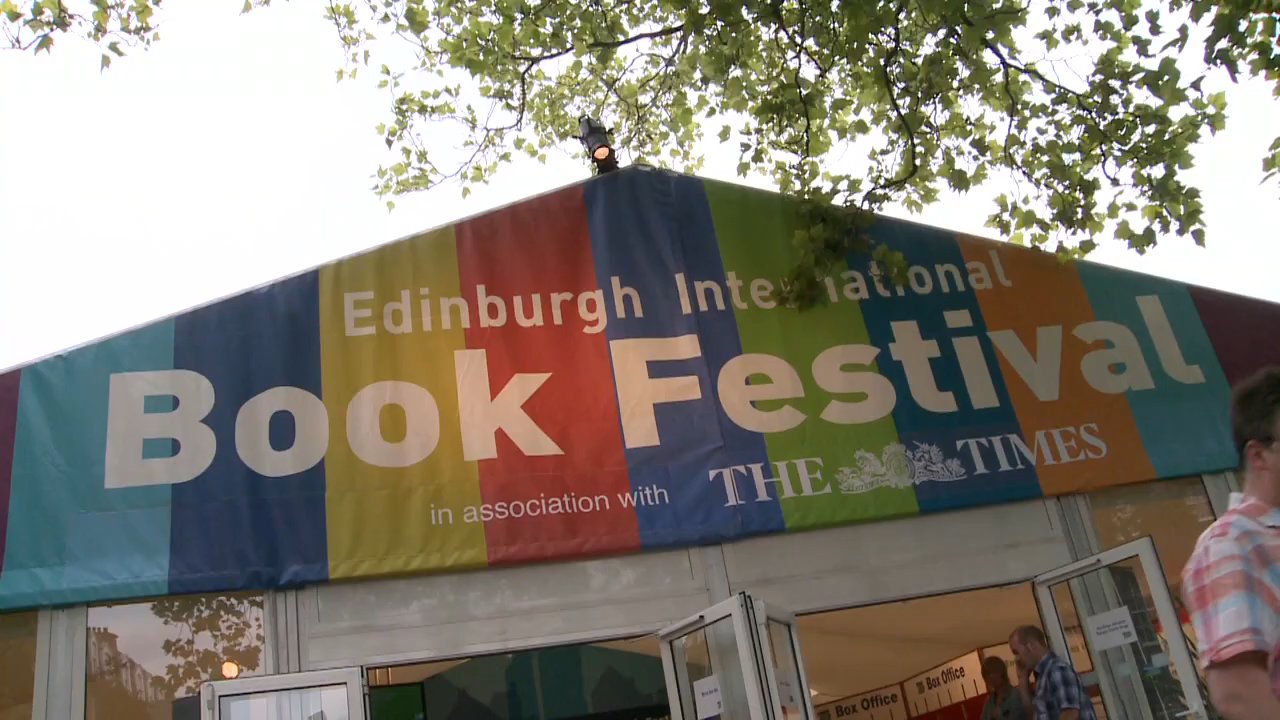 Edinburgh International
Book Festival
in association with
THE TIMES
Box Office
Box Office